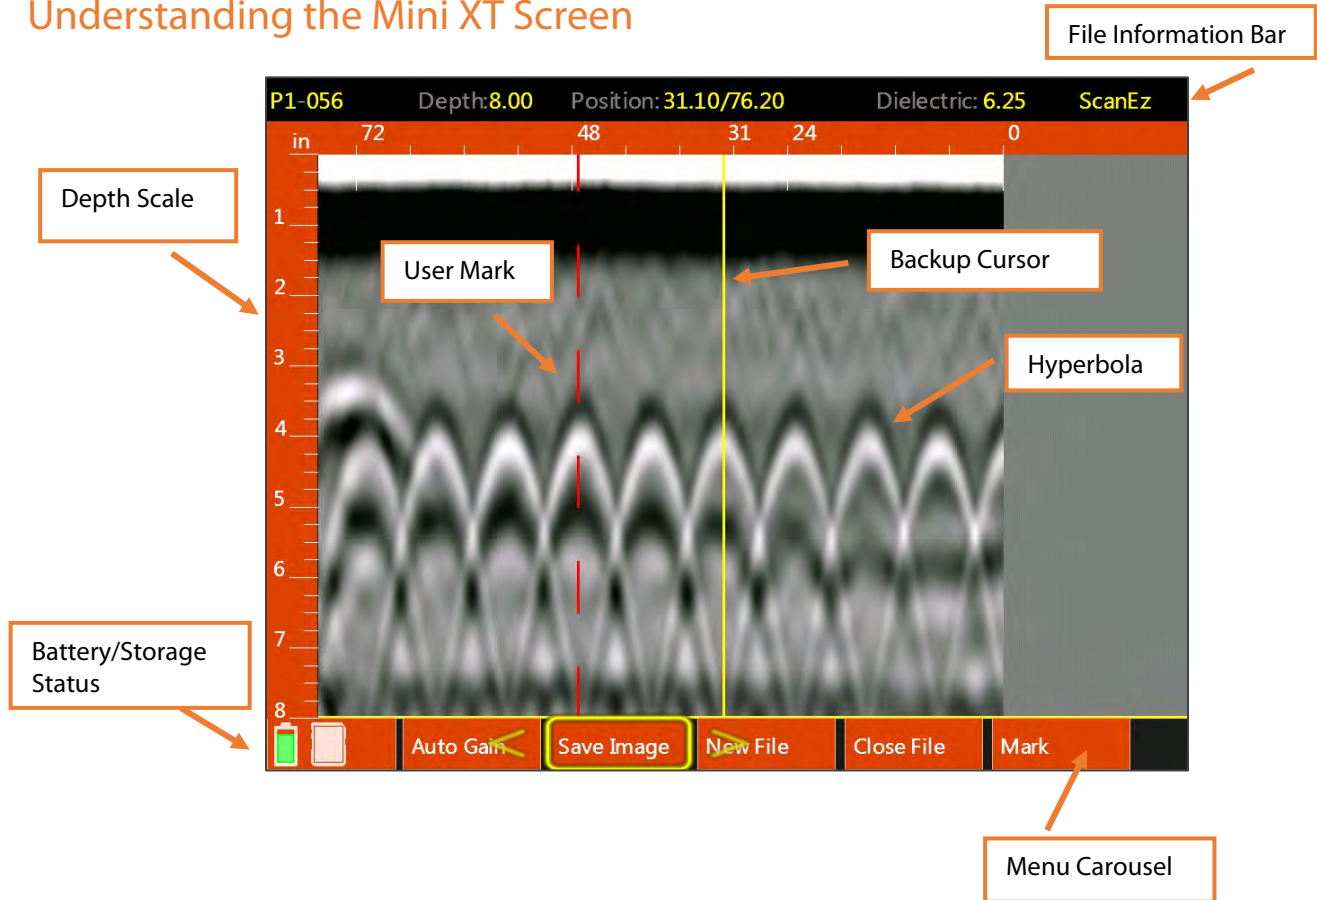 Understanding the Mini XT Screen
File Information Bar
P1-056 Depth:8.00 Position: 31.10/76.20 Dielectric: 6.25 ScanEz
in 72 48 31 24 0
Depth Scale
1
User Mark
Backup Cursor
2
3
Hyperbola
4
5
6
7
Battery/Storage
Status
8
Auto Gain < Save Image New File > Close File Mark
Menu Carousel